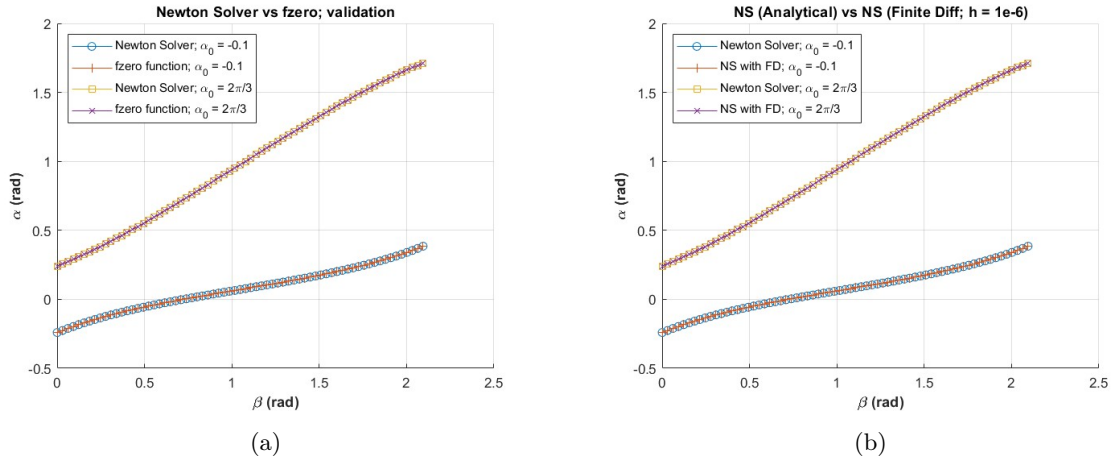 Newton Solver vs fzero; validation
2
1.5
1
0.5
0
-0.5
α (rad)
Newton Solver; α₀ = -0.1
fzero function; α₀ = -0.1
Newton Solver; α₀ = 2π/3
fzero function; α₀ = 2π/3
0 0.5 1 1.5 2 2.5
β (rad)
(a)
NS (Analytical) vs NS (Finite Diff; h = 1e-6)
2
1.5
1
0.5
0
-0.5
α (rad)
Newton Solver; α₀ = -0.1
NS with FD; α₀ = -0.1
Newton Solver; α₀ = 2π/3
NS with FD; α₀ = 2π/3
0 0.5 1 1.5 2 2.5
β (rad)
(b)